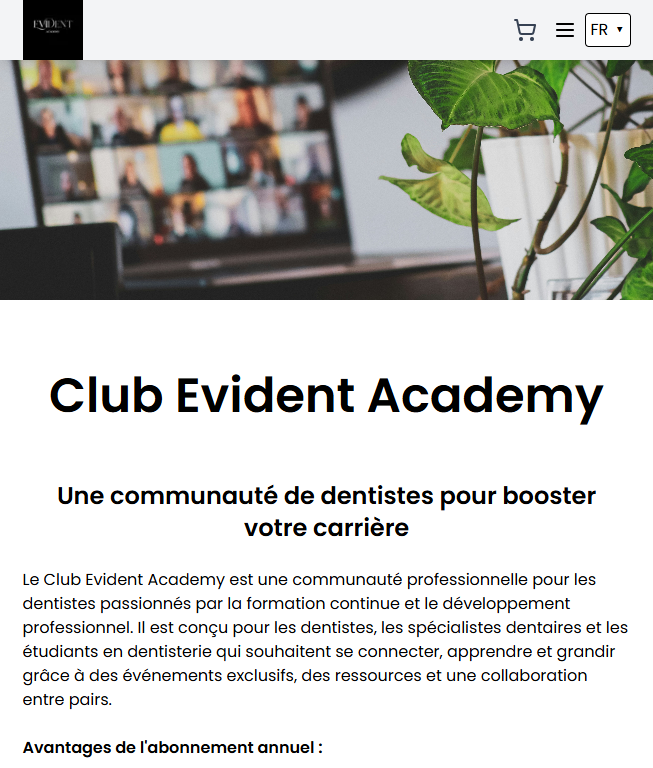 EVIDENT
ACADEMY
FR ▼
Club Evident Academy
Une communauté de dentistes pour booster
votre carrière
Le Club Evident Academy est une communauté professionnelle pour les
dentistes passionnés par la formation continue et le développement
professionnel. Il est conçu pour les dentistes, les spécialistes dentaires et les
étudiants en dentisterie qui souhaitent se connecter, apprendre et grandir
grâce à des événements exclusifs, des ressources et une collaboration
entre pairs.
Avantages de l'abonnement annuel :